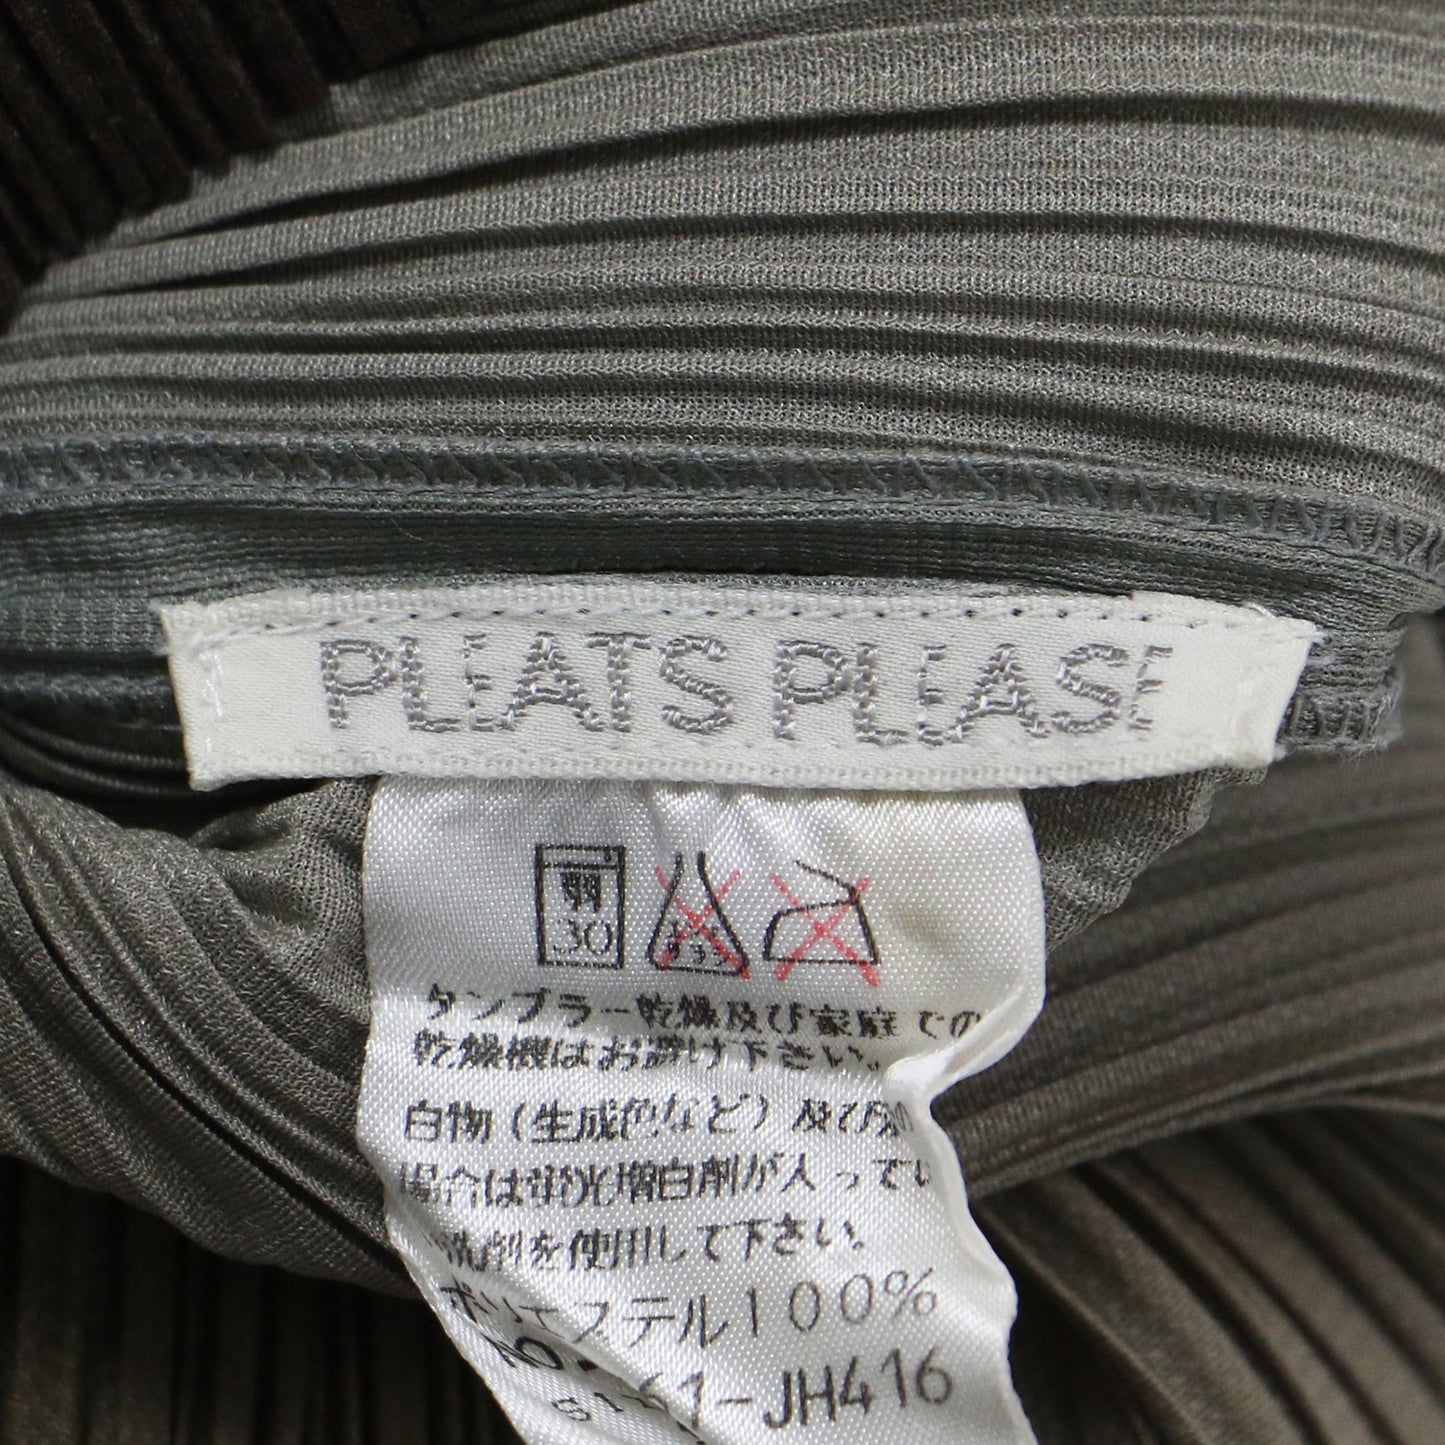 PLEATS PLEASE
弱
30
タンブラー乾燥及び家庭での
乾燥機はお避け下さい。
白物(生成色など)及び
場合は蛍光増白剤が入ってい
洗剤を使用して下さい。
ポリエステル100%
61-JH416